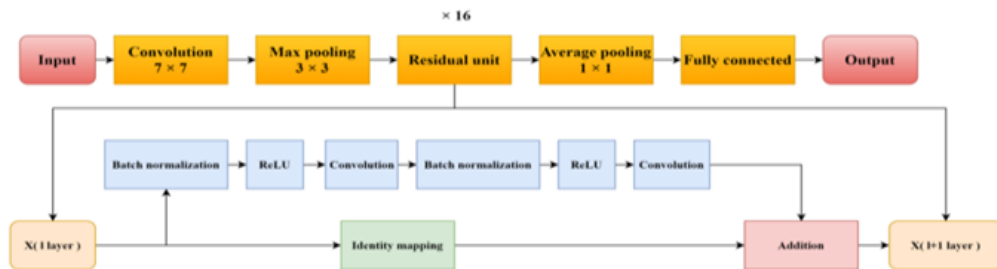 × 16
Input
Convolution
7 × 7
Max pooling
3 × 3
Residual unit
Average pooling
1 × 1
Fully connected
Output
Batch normalization
ReLU
Convolution
Batch normalization
ReLU
Convolution
X( l layer )
Identity mapping
Addition
X( l+1 layer )